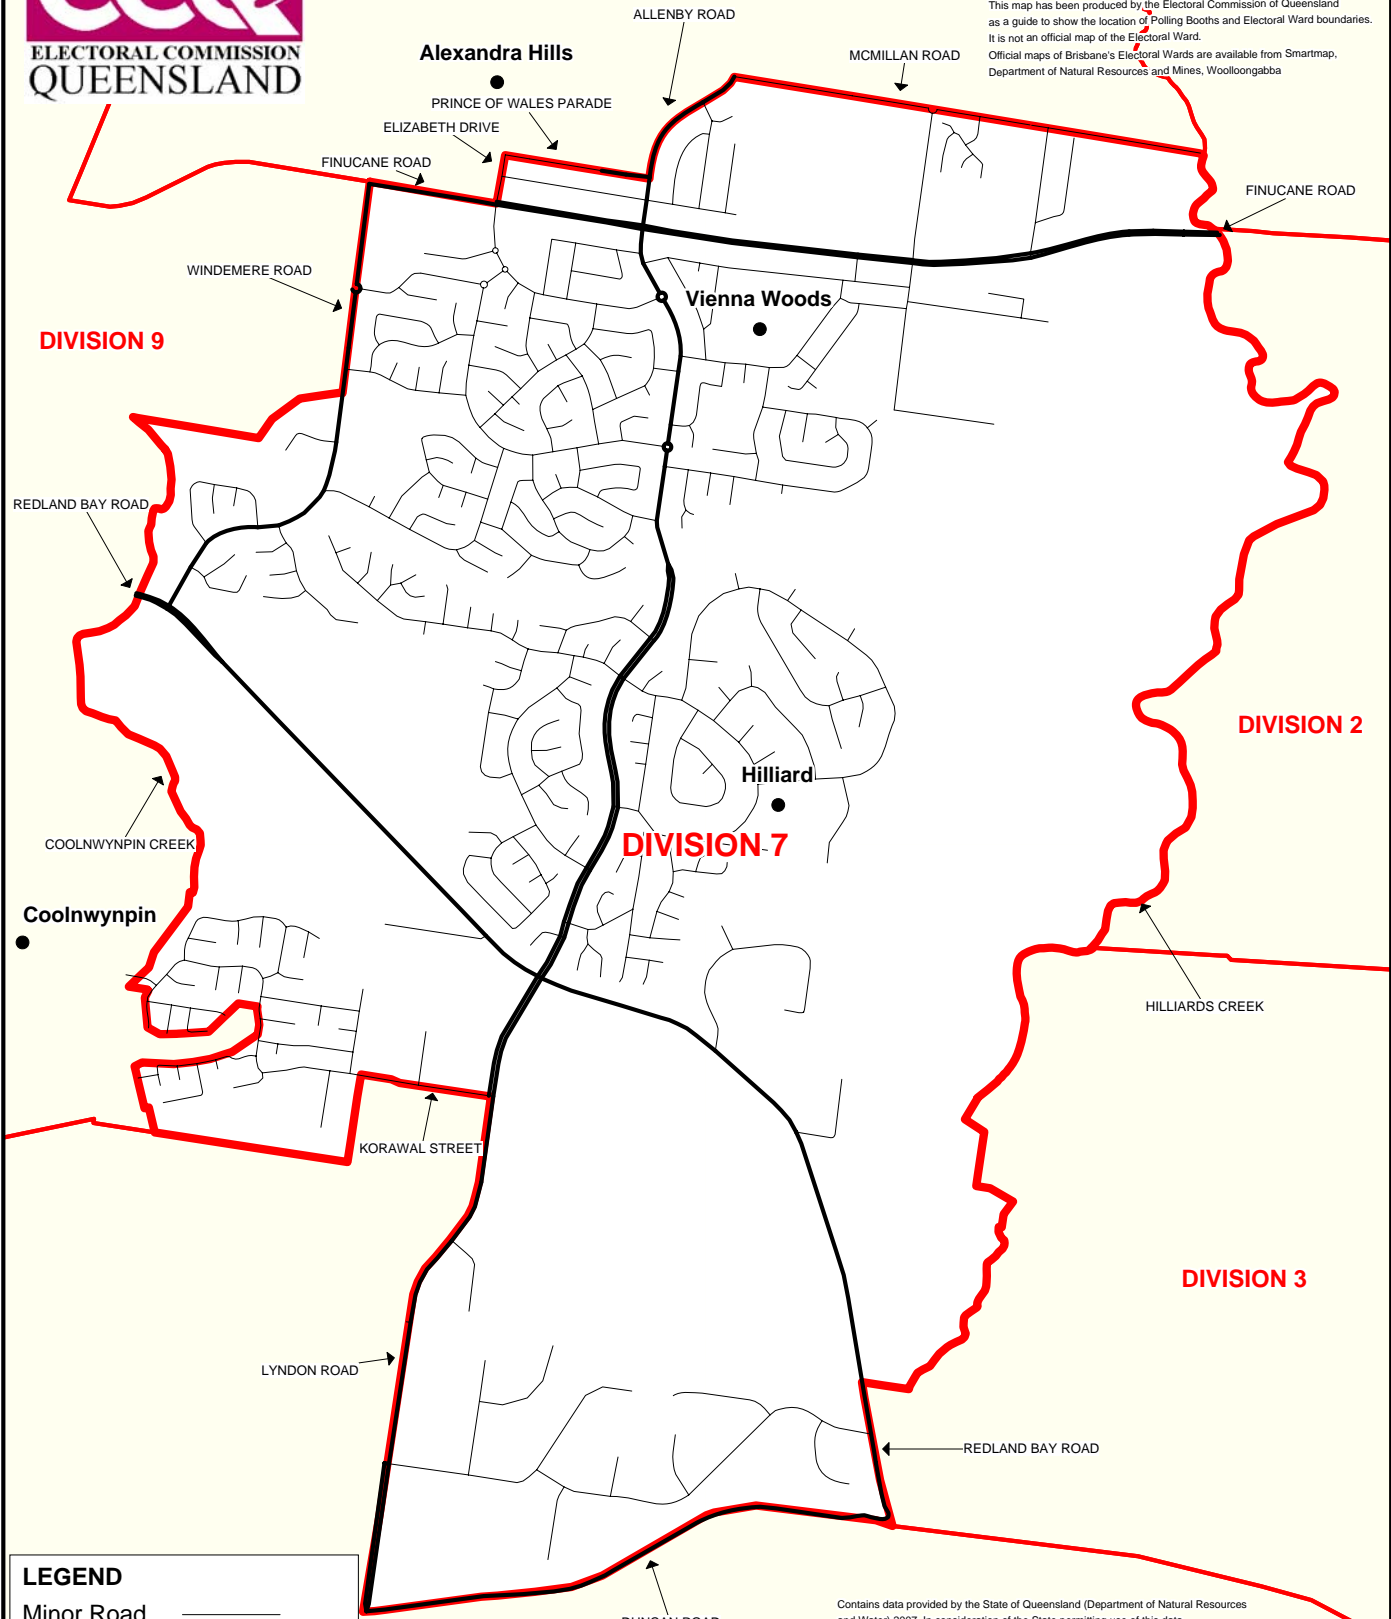 ELECTORAL COMMISSION
QUEENSLAND
This map has been produced by the Electoral Commission of Queensland
as a guide to show the location of Polling Booths and Electoral Ward boundaries.
It is not an official map of the Electoral Ward.
Official maps of Brisbane's Electoral Wards are available from Smartmap,
Department of Natural Resources and Mines, Woolloongabba
ALLENBY ROAD
Alexandra Hills
MCMILLAN ROAD
PRINCE OF WALES PARADE
ELIZABETH DRIVE
FINUCANE ROAD
FINUCANE ROAD
WINDEMERE ROAD
Vienna Woods
DIVISION 9
REDLAND BAY ROAD
DIVISION 2
Hilliard
DIVISION 7
COOLNWYNPIN CREEK
Coolnwynpin
HILLIARDS CREEK
KORAWAL STREET
DIVISION 3
LYNDON ROAD
REDLAND BAY ROAD
LEGEND
Minor Road
Contains data provided by the State of Queensland (Department of Natural Resources